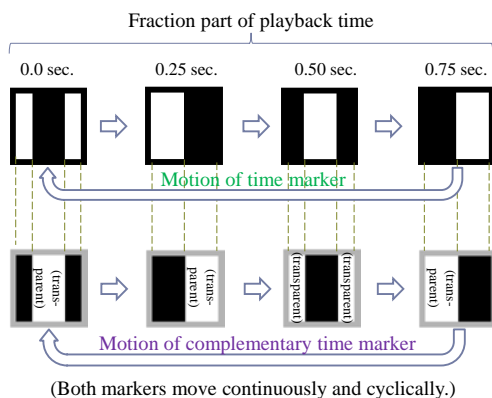 Fraction part of playback time
0.0 sec.
0.25 sec.
0.50 sec.
0.75 sec.
Motion of time marker
(trans-
parent)
(trans-
parent)
(transparent)
(transparent)
(trans-
parent)
Motion of complementary time marker
(Both markers move continuously and cyclically.)